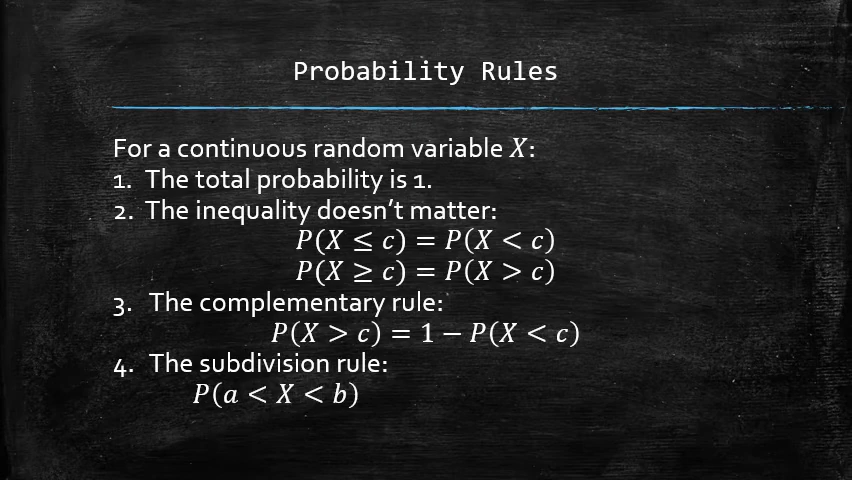 Probability Rules
For a continuous random variable X:
1. The total probability is 1.
2. The inequality doesn't matter:
P(X ≤ c) = P(X < c)
P(X ≥ c) = P(X > c)
3. The complementary rule:
P(X > c) = 1 − P(X < c)
4. The subdivision rule:
P(a < X < b)